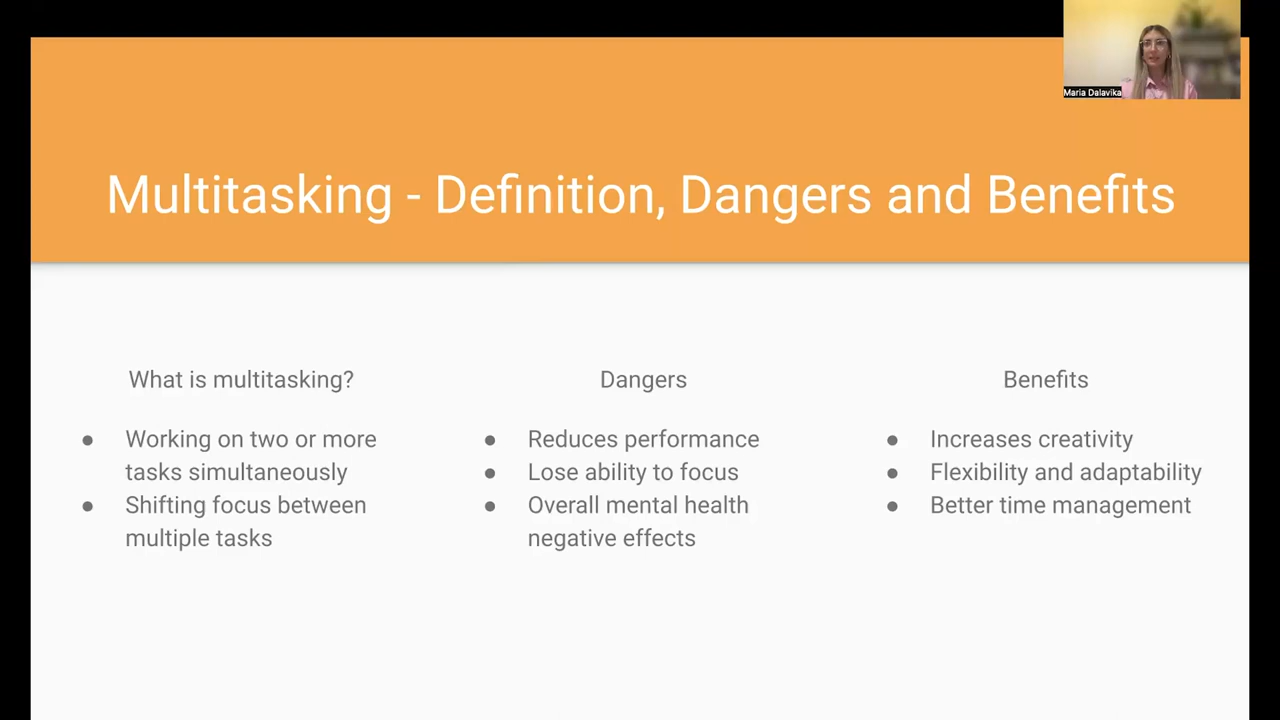 Maria Dalavika
Multitasking - Definition, Dangers and Benefits
What is multitasking?
● Working on two or more
tasks simultaneously
● Shifting focus between
multiple tasks
Dangers
● Reduces performance
● Lose ability to focus
● Overall mental health
negative effects
Benefits
● Increases creativity
● Flexibility and adaptability
● Better time management